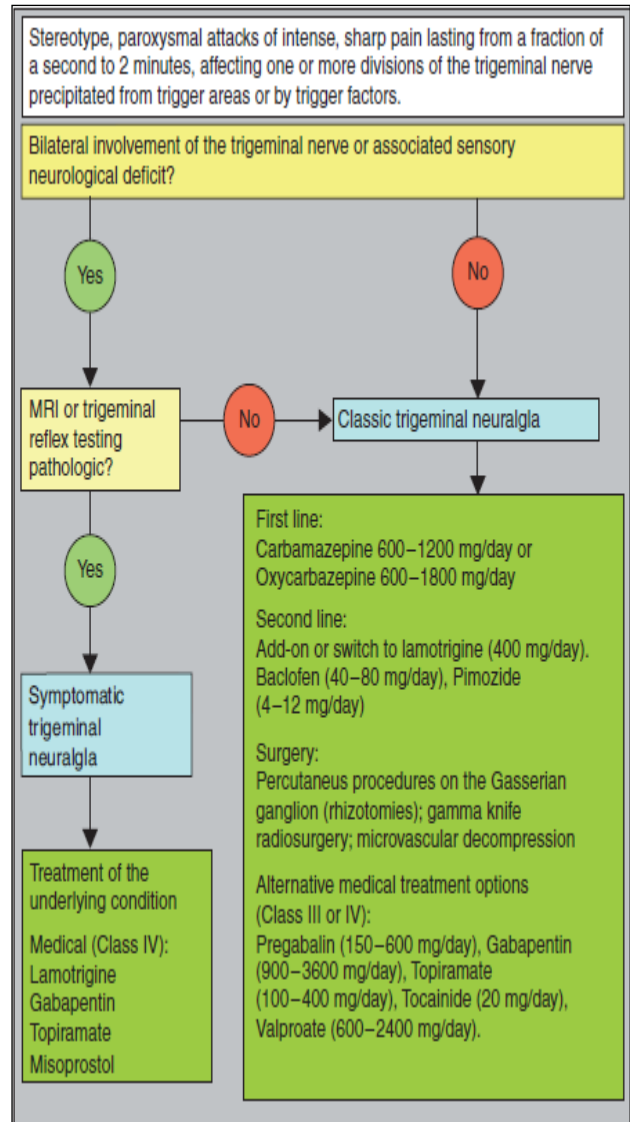 Stereotype, paroxysmal attacks of intense, sharp pain lasting from a fraction of
a second to 2 minutes, affecting one or more divisions of the trigeminal nerve
precipitated from trigger areas or by trigger factors.
Bilateral involvement of the trigeminal nerve or associated sensory
neurological deficit?
Yes
No
MRI or trigeminal
reflex testing
pathologic?
No
Classic trigeminal neuralgla
Yes
Symptomatic
trigeminal
neuralgla
Treatment of the
underlying condition
Medical (Class IV):
Lamotrigine
Gabapentin
Topiramate
Misoprostol
First line:
Carbamazepine 600–1200 mg/day or
Oxycarbazepine 600–1800 mg/day
Second line:
Add-on or switch to lamotrigine (400 mg/day).
Baclofen (40–80 mg/day), Pimozide
(4–12 mg/day)
Surgery:
Percutaneus procedures on the Gasserian
ganglion (rhizotomies); gamma knife
radiosurgery; microvascular decompression
Alternative medical treatment options
(Class III or IV):
Pregabalin (150–600 mg/day), Gabapentin
(900–3600 mg/day), Topiramate
(100–400 mg/day), Tocainide (20 mg/day),
Valproate (600–2400 mg/day).